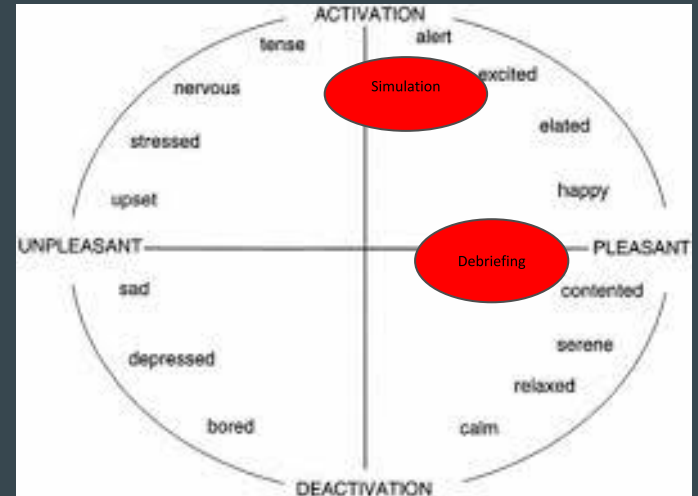 ACTIVATION
tense
alert
nervous
Simulation
excited
stressed
elated
upset
happy
UNPLEASANT
PLEASANT
Debriefing
sad
contented
depressed
serene
relaxed
bored
calm
DEACTIVATION